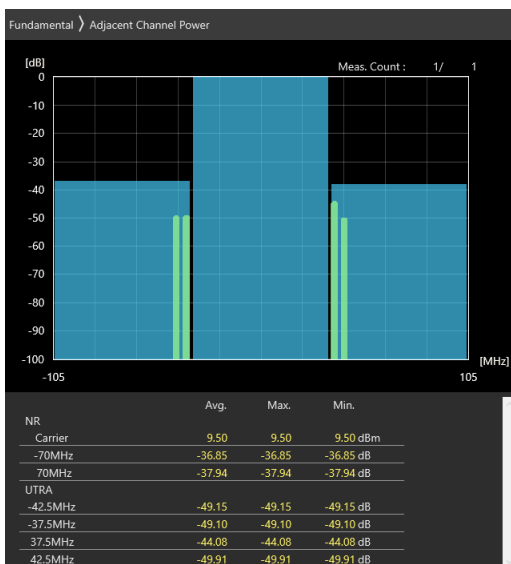 Fundamental 〉 Adjacent Channel Power
[dB]
Meas. Count : 1/ 1
0
-10
-20
-30
-40
-50
-60
-70
-80
-90
-100
[MHz]
-105 105
Avg. Max. Min.
NR
Carrier 9.50 9.50 9.50 dBm
-70MHz -36.85 -36.85 -36.85 dB
70MHz -37.94 -37.94 -37.94 dB
UTRA
-42.5MHz -49.15 -49.15 -49.15 dB
-37.5MHz -49.10 -49.10 -49.10 dB
37.5MHz -44.08 -44.08 -44.08 dB
42.5MHz -49.91 -49.91 -49.91 dB